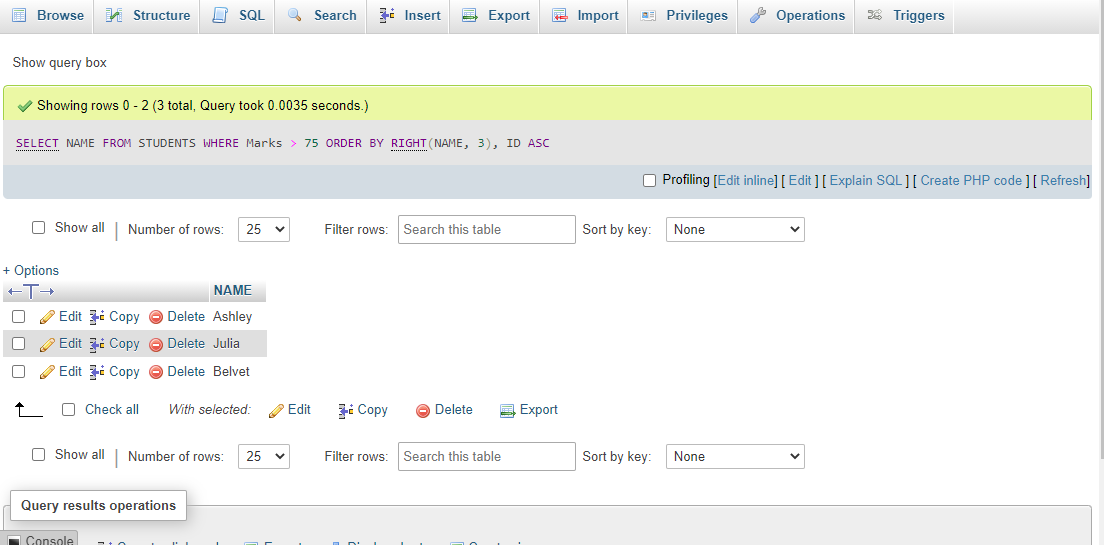 Browse Structure SQL Search Insert Export Import Privileges Operations Triggers
Show query box
Showing rows 0 - 2 (3 total, Query took 0.0035 seconds.)
SELECT NAME FROM STUDENTS WHERE Marks > 75 ORDER BY RIGHT(NAME, 3), ID ASC
Profiling [Edit inline] [ Edit ] [ Explain SQL ] [ Create PHP code ] [ Refresh]
Show all | Number of rows: 25 Filter rows: Search this table Sort by key: None
+ Options
←T→ NAME
Edit Copy Delete Ashley
Edit Copy Delete Julia
Edit Copy Delete Belvet
Check all With selected: Edit Copy Delete Export
Show all | Number of rows: 25 Filter rows: Search this table Sort by key: None
Query results operations
Console